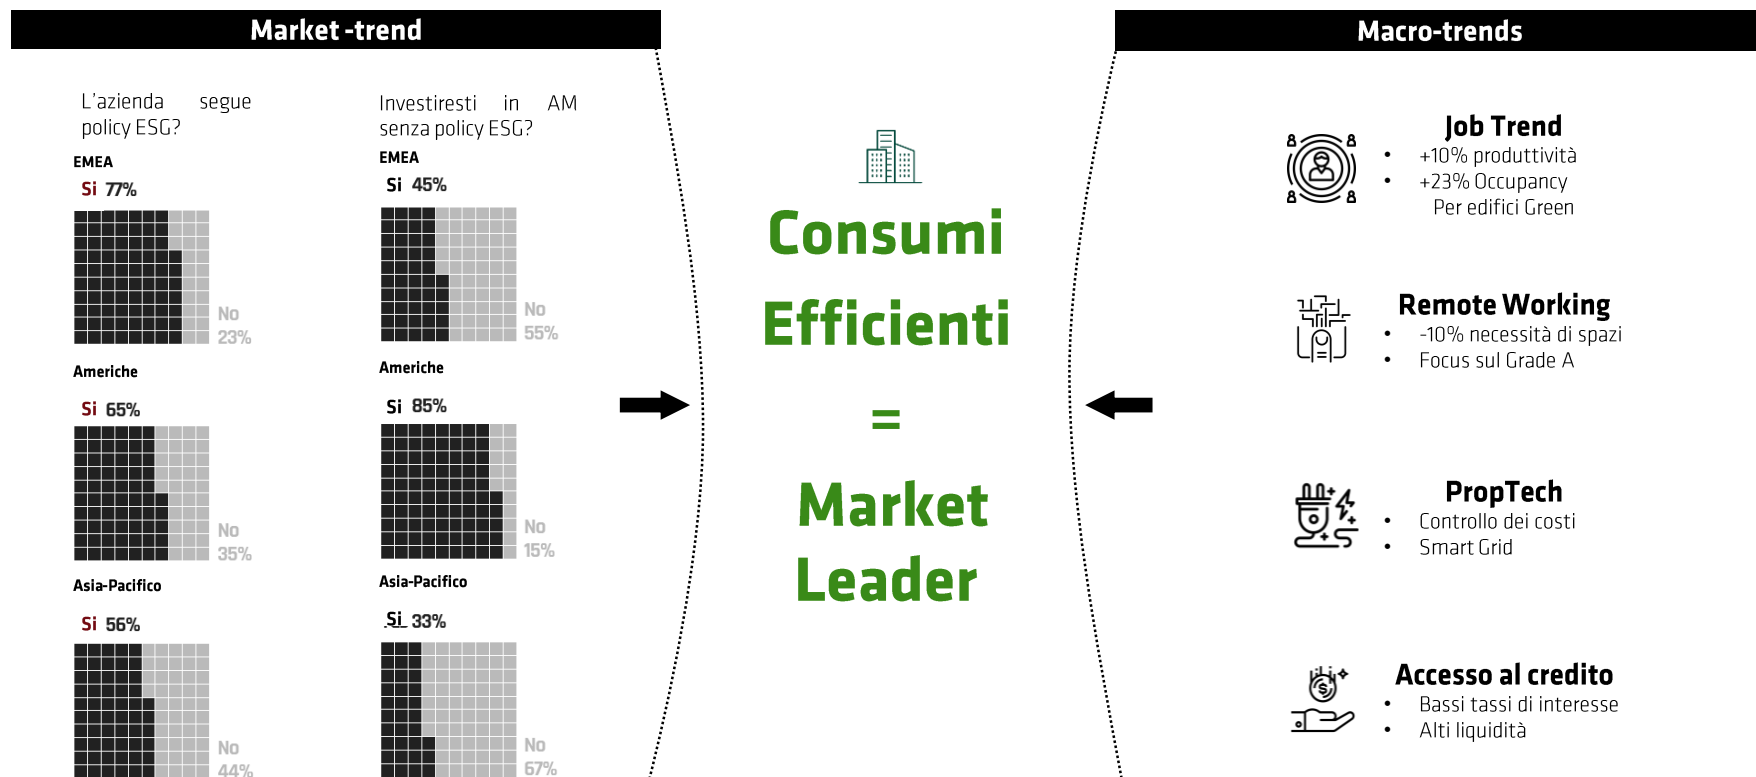 Market -trend
L'azienda segue
policy ESG?
EMEA
Si 77%
No
23%
Americhe
Si 65%
No
35%
Asia-Pacifico
Si 56%
No
44%
Investiresti in AM
senza policy ESG?
EMEA
Si 45%
No
55%
Americhe
Si 85%
No
15%
Asia-Pacifico
Si 33%
No
67%
Consumi
Efficienti
=
Market
Leader
Macro-trends
Job Trend
• +10% produttività
• +23% Occupancy
Per edifici Green
Remote Working
• -10% necessità di spazi
• Focus sul Grade A
PropTech
• Controllo dei costi
• Smart Grid
Accesso al credito
• Bassi tassi di interesse
• Alti liquidità